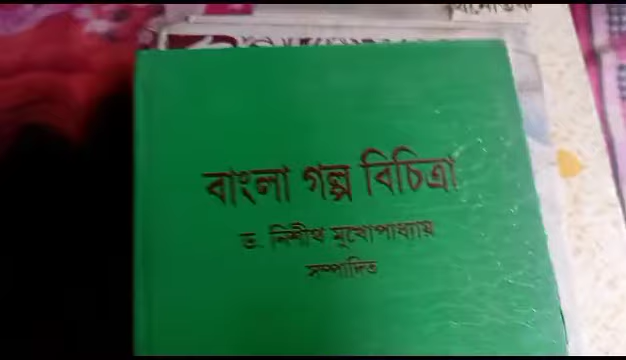 বাংলা গল্প বিচিত্রা
ড. নিশীথ মুখোপাধ্যায়
সম্পাদিত